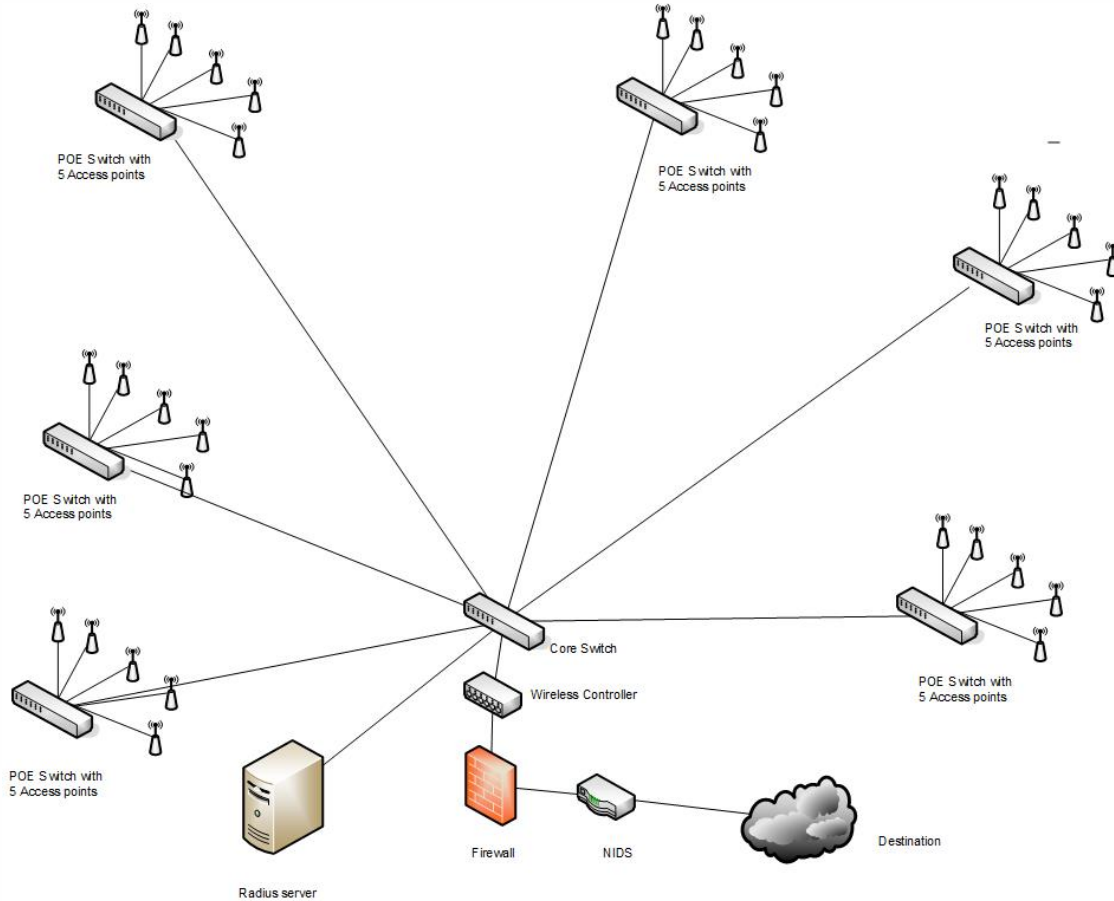 POE Switch with
5 Access points
POE Switch with
5 Access points
POE Switch with
5 Access points
POE Switch with
5 Access points
Core Switch
POE Switch with
5 Access points
Wireless Controller
POE Switch with
5 Access points
Firewall
NIDS
Destination
Radius server